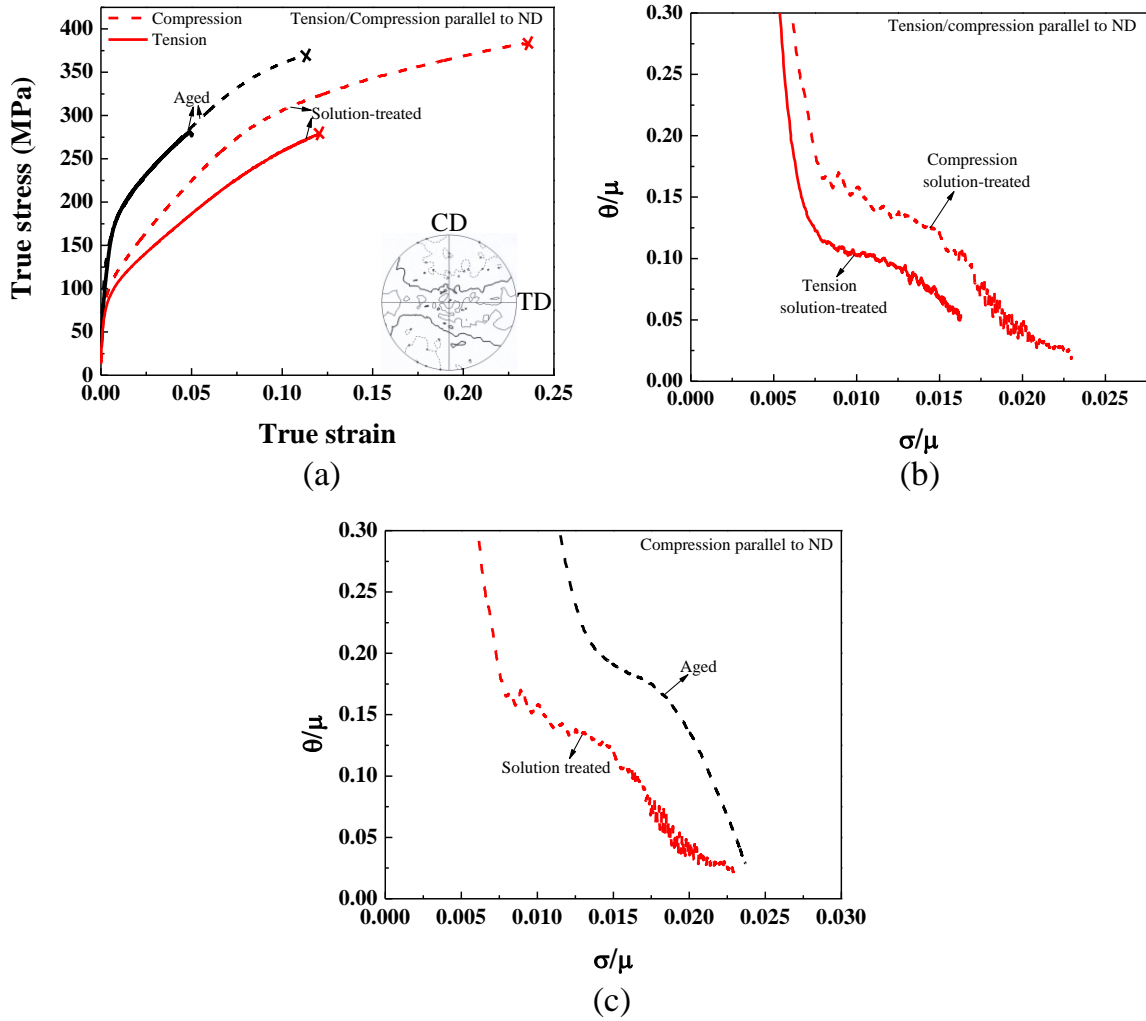 Compression
Tension/Compression parallel to ND
Tension
Aged
Solution-treated
CD
TD
True stress (MPa)
400
350
300
250
200
150
100
50
0
0.00 0.05 0.10 0.15 0.20 0.25
True strain
(a)
Tension/compression parallel to ND
Compression
solution-treated
Tension
solution-treated
θ/μ
0.30
0.25
0.20
0.15
0.10
0.05
0.00
0.000 0.005 0.010 0.015 0.020 0.025
σ/μ
(b)
Compression parallel to ND
Aged
Solution treated
θ/μ
0.30
0.25
0.20
0.15
0.10
0.05
0.00
0.000 0.005 0.010 0.015 0.020 0.025 0.030
σ/μ
(c)